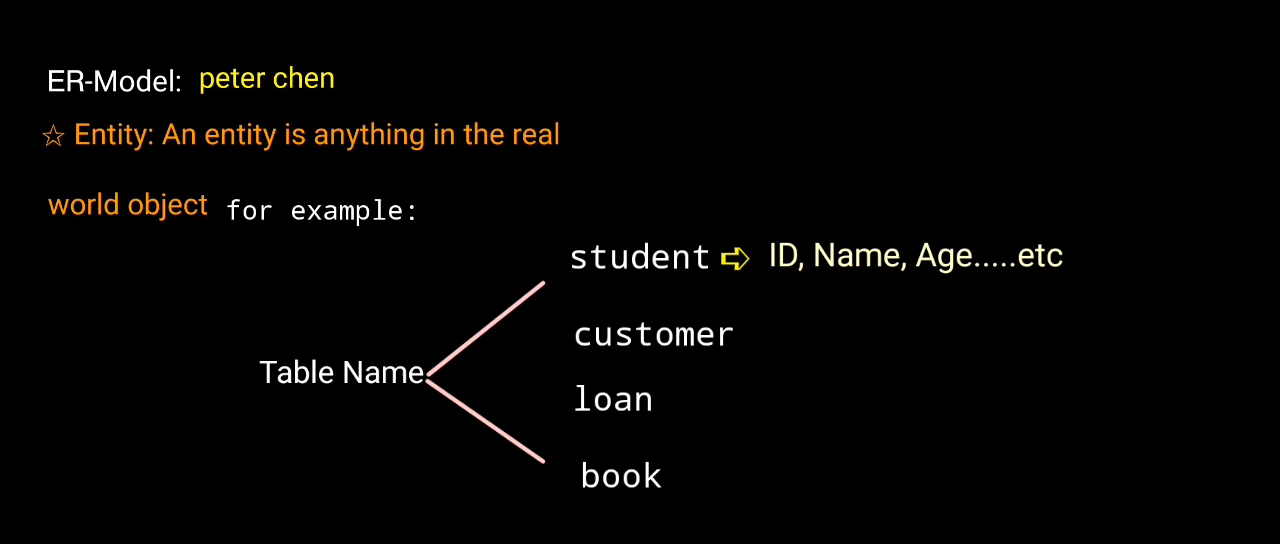 ER-Model: peter chen
☆ Entity: An entity is anything in the real
world object for example:
student ➪ ID, Name, Age.....etc
customer
Table Name
loan
book